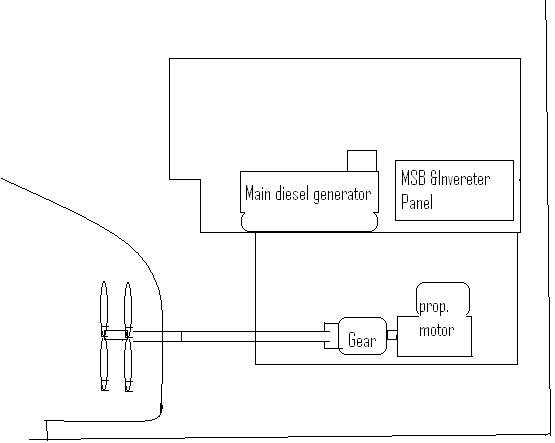 Main diesel generator
MSB &Invereter
Panel
prop.
motor
Gear